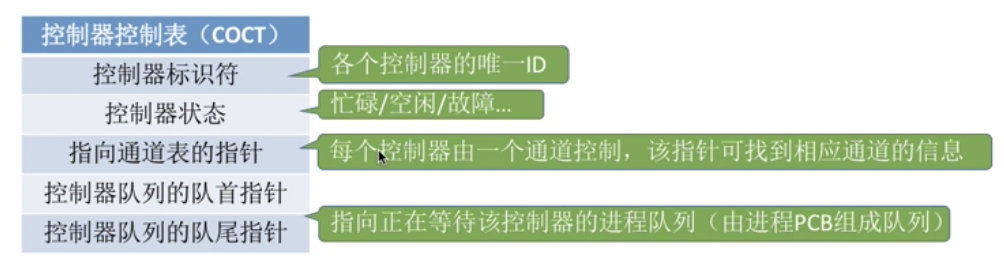 控制器控制表（COCT）
控制器标识符
各个控制器的唯一ID
控制器状态
忙碌/空闲/故障...
指向通道表的指针
每个控制器由一个通道控制，该指针可找到相应通道的信息
控制器队列的队首指针
控制器队列的队尾指针
指向正在等待该控制器的进程队列（由进程PCB组成队列）